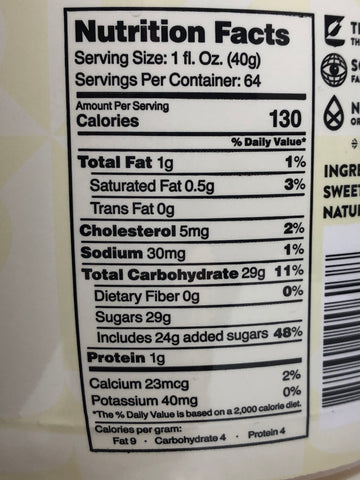 Nutrition Facts
Serving Size: 1 fl. Oz. (40g)
Servings Per Container: 64
Amount Per Serving
Calories 130
% Daily Value*
Total Fat 1g 1%
Saturated Fat 0.5g 3%
Trans Fat 0g
Cholesterol 5mg 2%
Sodium 30mg 1%
Total Carbohydrate 29g 11%
Dietary Fiber 0g 0%
Sugars 29g
Includes 24g added sugars 48%
Protein 1g
Calcium 23mcg 2%
Potassium 40mg 0%
*The % Daily Value is based on a 2,000 calorie diet.
Calories per gram:
Fat 9 · Carbohydrate 4 · Protein 4
INGRE
SWEET
NATU